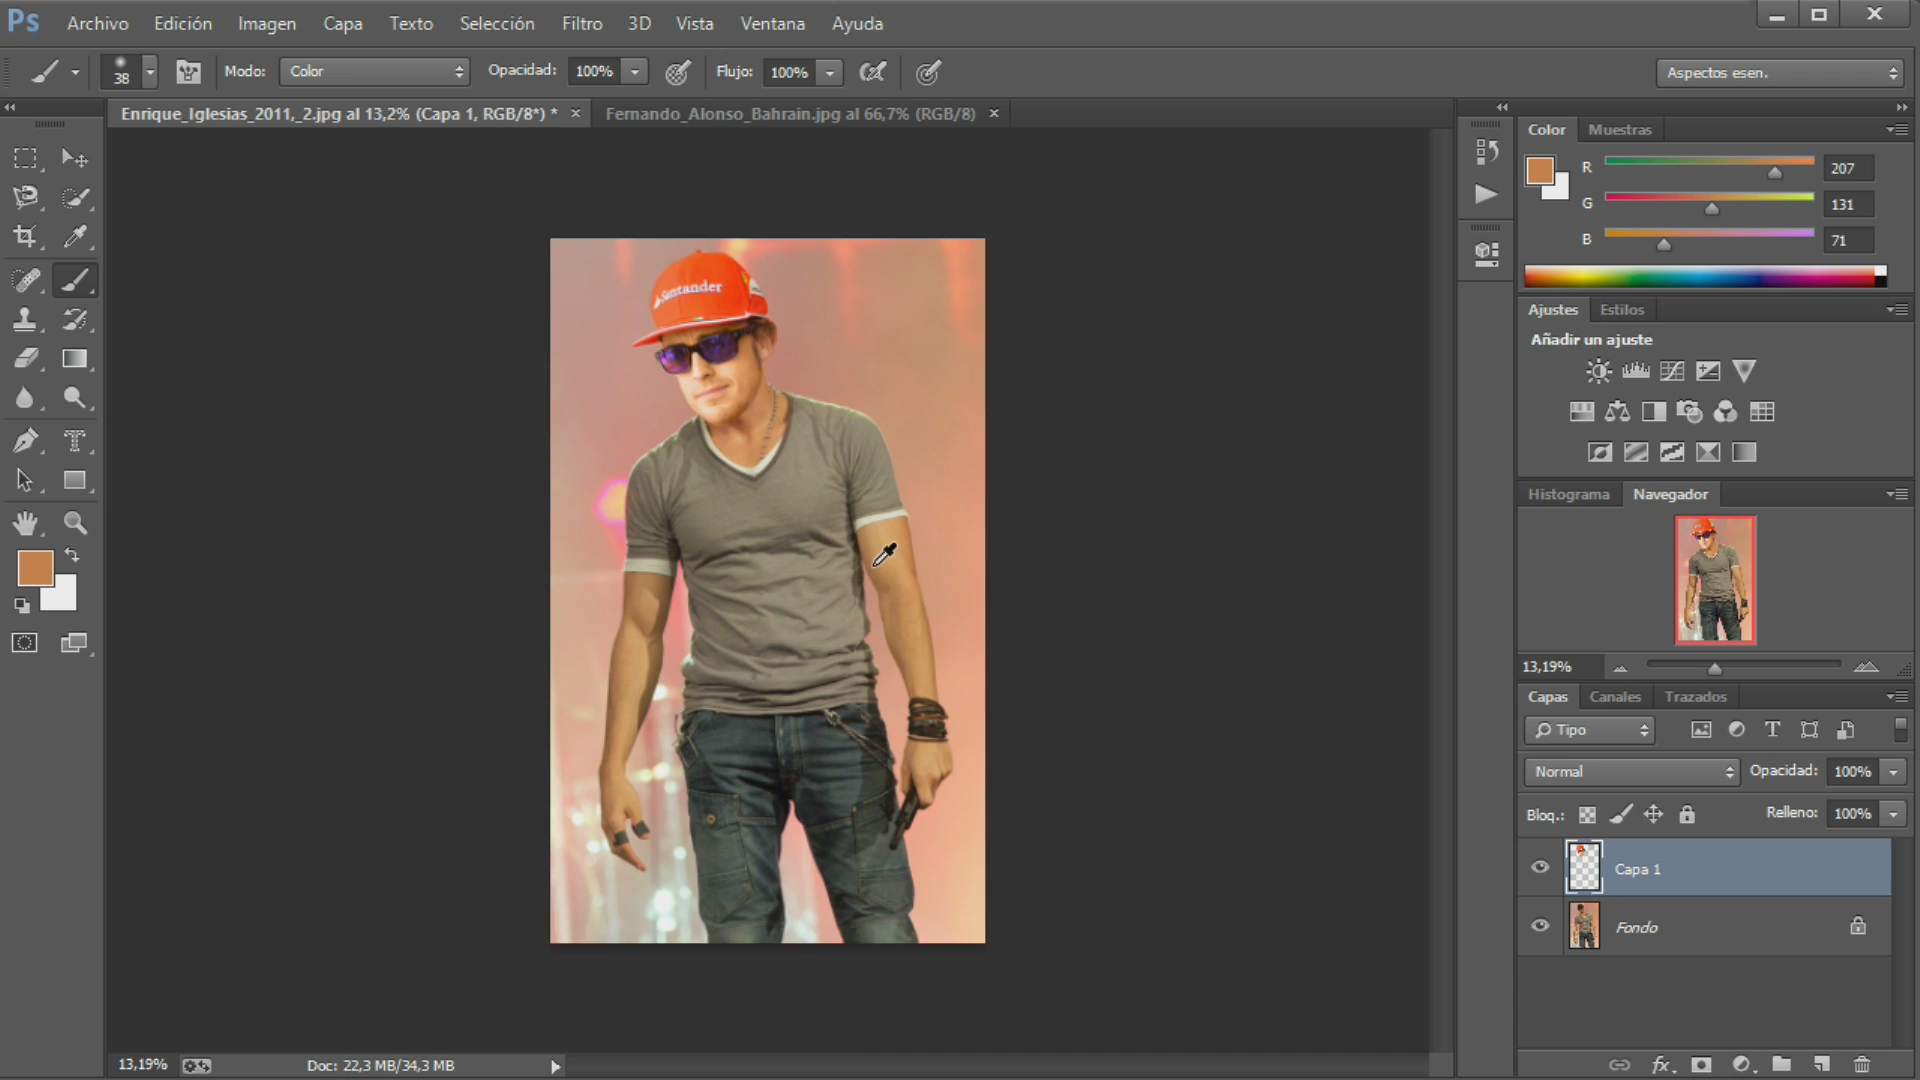 Ps Archivo Edición Imagen Capa Texto Selección Filtro 3D Vista Ventana Ayuda
38 Modo: Color Opacidad: 100% Flujo: 100% Aspectos esen.
Enrique_Iglesias_2011,_2.jpg al 13,2% (Capa 1, RGB/8*) * × Fernando_Alonso_Bahrain.jpg al 66,7% (RGB/8) ×
Color Muestras
R 207
G 131
B 71
Santander
Ajustes Estilos
Añadir un ajuste
Histograma Navegador
13,19%
Capas Canales Trazados
Tipo
Normal Opacidad: 100%
Bloq.: Relleno: 100%
Capa 1
Fondo
13,19% Doc: 22,3 MB/34,3 MB
fx